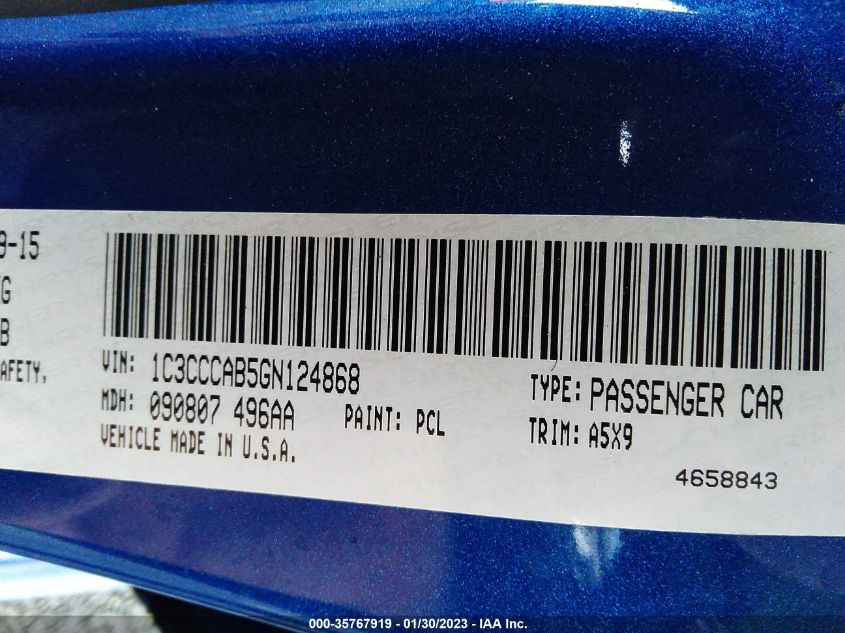 9-15
G
B
AFETY,
VIN: 1C3CCCAB5GN124868
TYPE: PASSENGER CAR
MDH: 090807 496AA PAINT: PCL
TRIM: A5X9
VEHICLE MADE IN U.S.A.
4658843
000-35767919 // 01/30/2023 // IAA Inc.